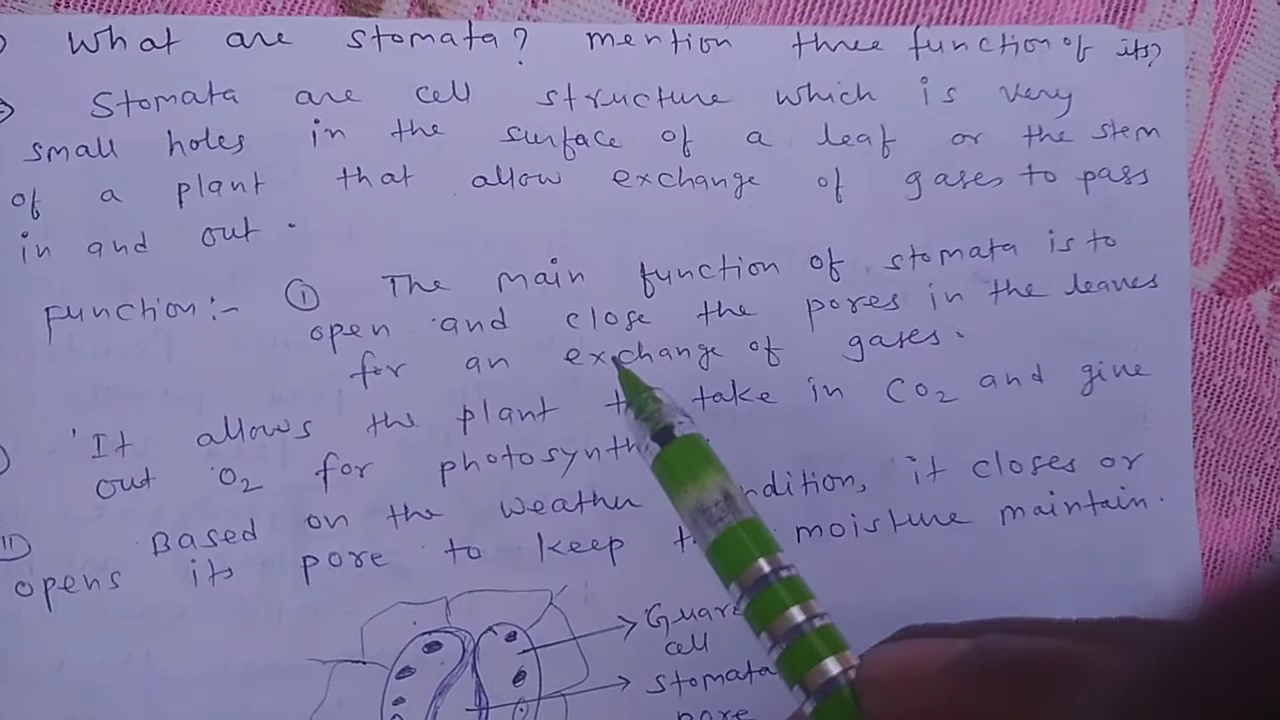 What are stomata? mention three function of its?
Stomata are cell structure which is very
small holes in the surface of a leaf or the stem
of a plant that allow exchange of gases to pass
in and out.
Function:- ① The main function of stomata is to
open and close the pores in the leaves
for an exchange of gases.
It allows the plant take in CO2 and give
out O2 for
Based on the weather it closes or
opens its pore to keep moisture maintain.
cell
stomata
pore